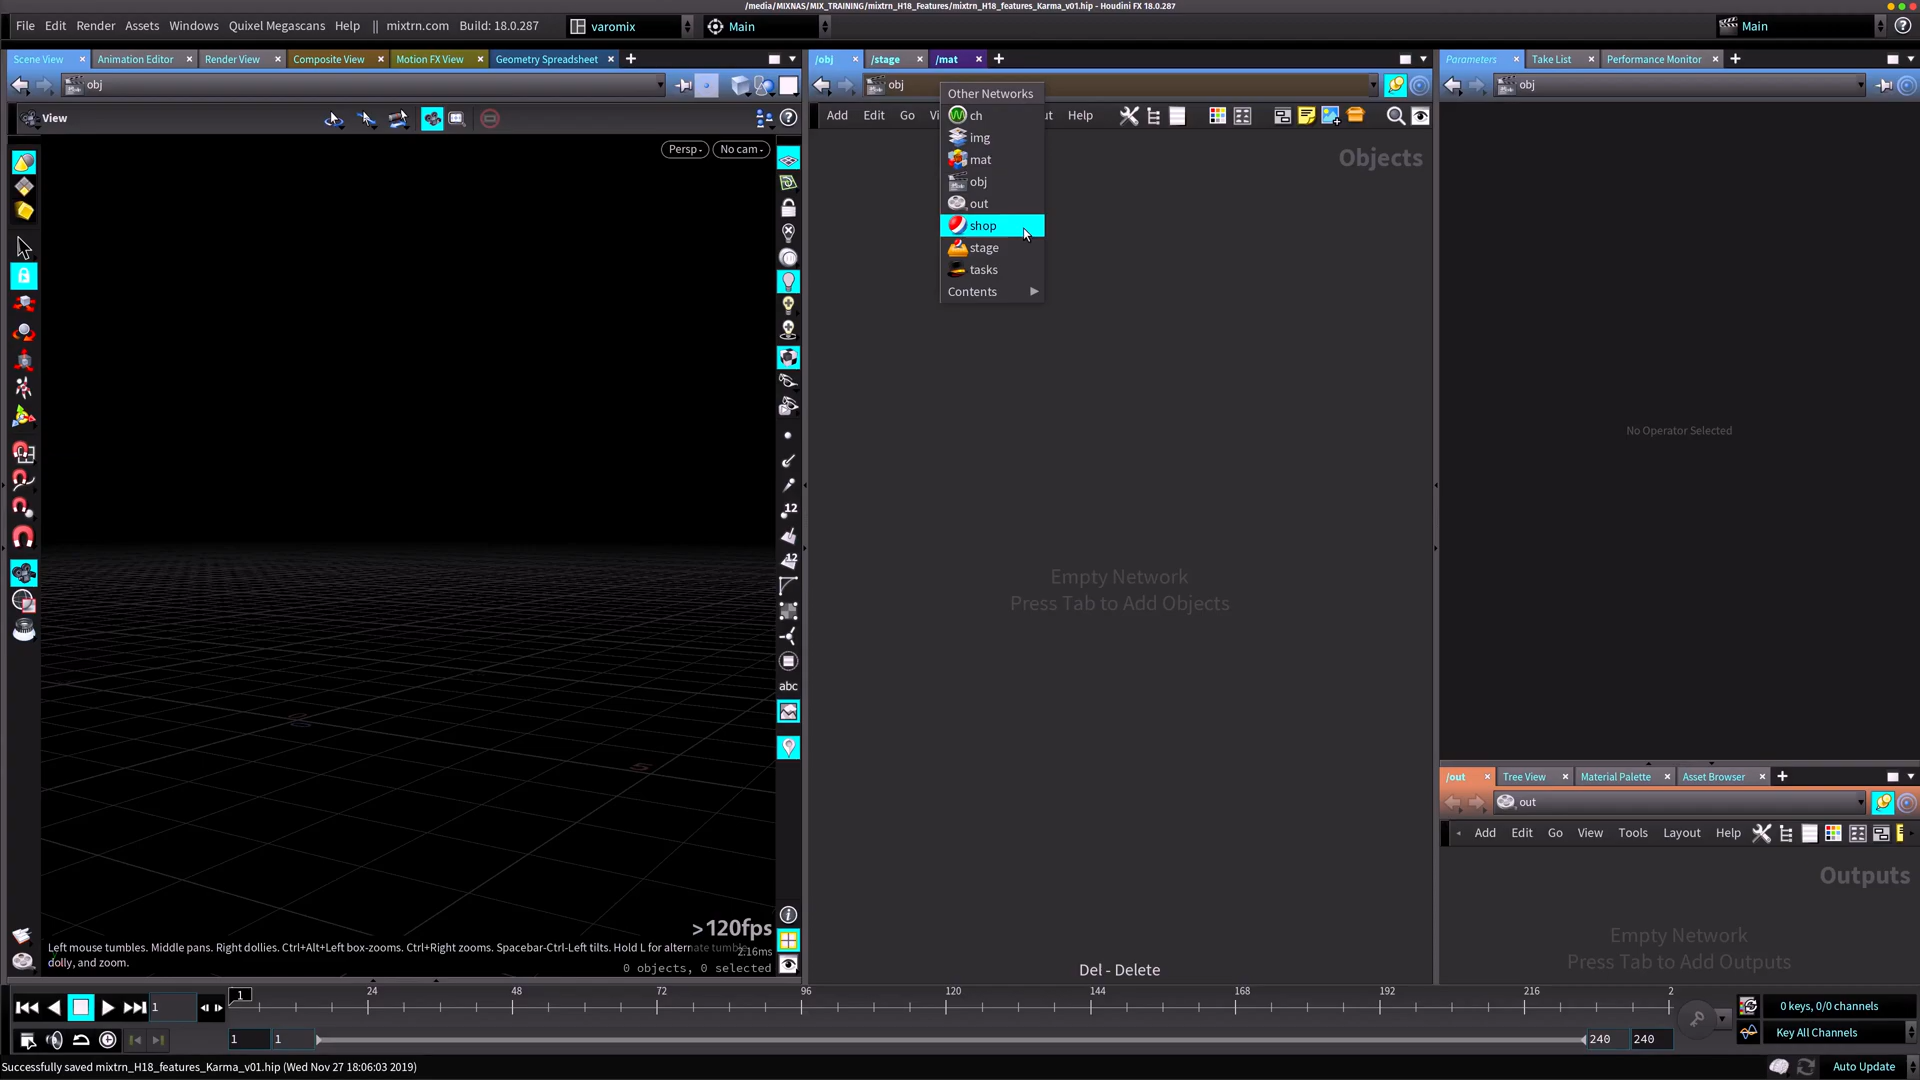 /media/MIXNAS/MIX_TRAINING/mixtrn_H18_Features/mixtrn_H18_features_Karma_v01.hip - Houdini FX 18.0.287
File Edit Render Assets Windows Quixel Megascans Help || mixtrn.com Build: 18.0.287 varomix Main Main
Scene View Animation Editor Render View Composite View Motion FX View Geometry Spreadsheet
/obj /stage /mat
Parameters Take List Performance Monitor
obj
obj
obj
View
Persp
No cam
Add Edit Go Help
Objects
Other Networks
ch
img
mat
obj
out
shop
stage
tasks
Contents
No Operator Selected
12
12
abc
Empty Network
Press Tab to Add Objects
Del - Delete
/out Tree View Material Palette Asset Browser
out
Add Edit Go View Tools Layout Help
Outputs
Empty Network
Press Tab to Add Outputs
>120fps
2.16ms
Left mouse tumbles. Middle pans. Right dollies. Ctrl+Alt+Left box-zooms. Ctrl+Right zooms. Spacebar-Ctrl-Left tilts. Hold L for alternate tumble, dolly, and zoom.
0 objects, 0 selected
1
1 24 48 72 96 120 144 168 192 216 2
0 keys, 0/0 channels
1 1 240 240
Key All Channels
Successfully saved mixtrn_H18_features_Karma_v01.hip (Wed Nov 27 18:06:03 2019)
Auto Update